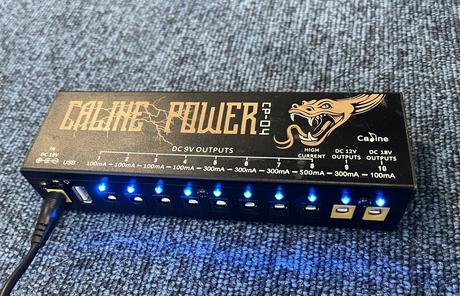 CALINE POWER CP-04
Caline
IN
DC 18V
USB
DC 9V OUTPUTS
HIGH
CURRENT
DC 12V
OUTPUTS
DC 18V
OUTPUTS
1 2 3 4 5 6 7 8 9 10
100mA 100mA 100mA 100mA 300mA 300mA 300mA 500mA 300mA 100mA